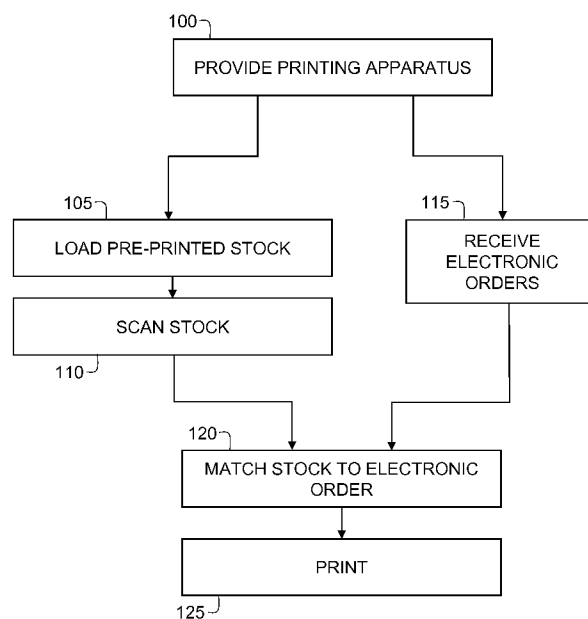 100
PROVIDE PRINTING APPARATUS
105
LOAD PRE-PRINTED STOCK
115
RECEIVE
ELECTRONIC
ORDERS
SCAN STOCK
110
120
MATCH STOCK TO ELECTRONIC
ORDER
PRINT
125